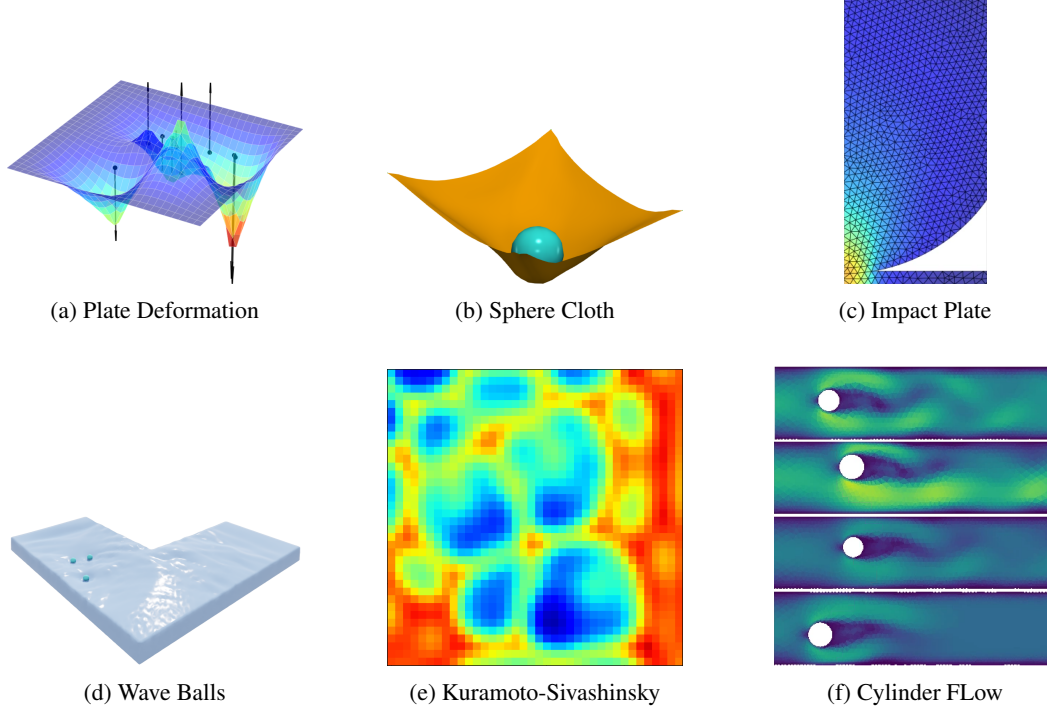 (a) Plate Deformation
(b) Sphere Cloth
(c) Impact Plate
(d) Wave Balls
(e) Kuramoto-Sivashinsky
(f) Cylinder FLow